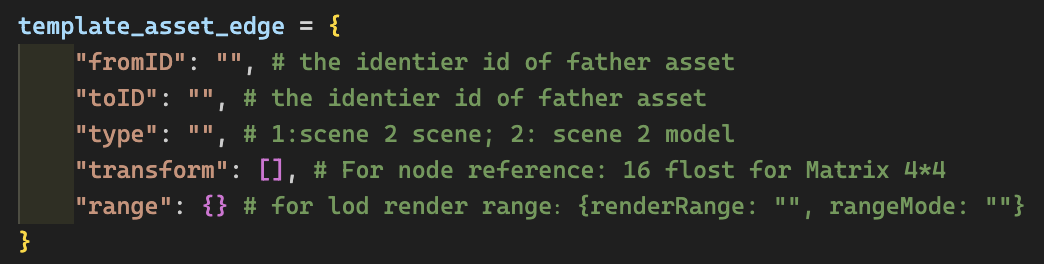 template_asset_edge = {
"fromID": "", # the identier id of father asset
"toID": "", # the identier id of father asset
"type": "", # 1:scene 2 scene; 2: scene 2 model
"transform": [], # For node reference: 16 flost for Matrix 4*4
"range": {} # for lod render range: {renderRange: "", rangeMode: ""}
}